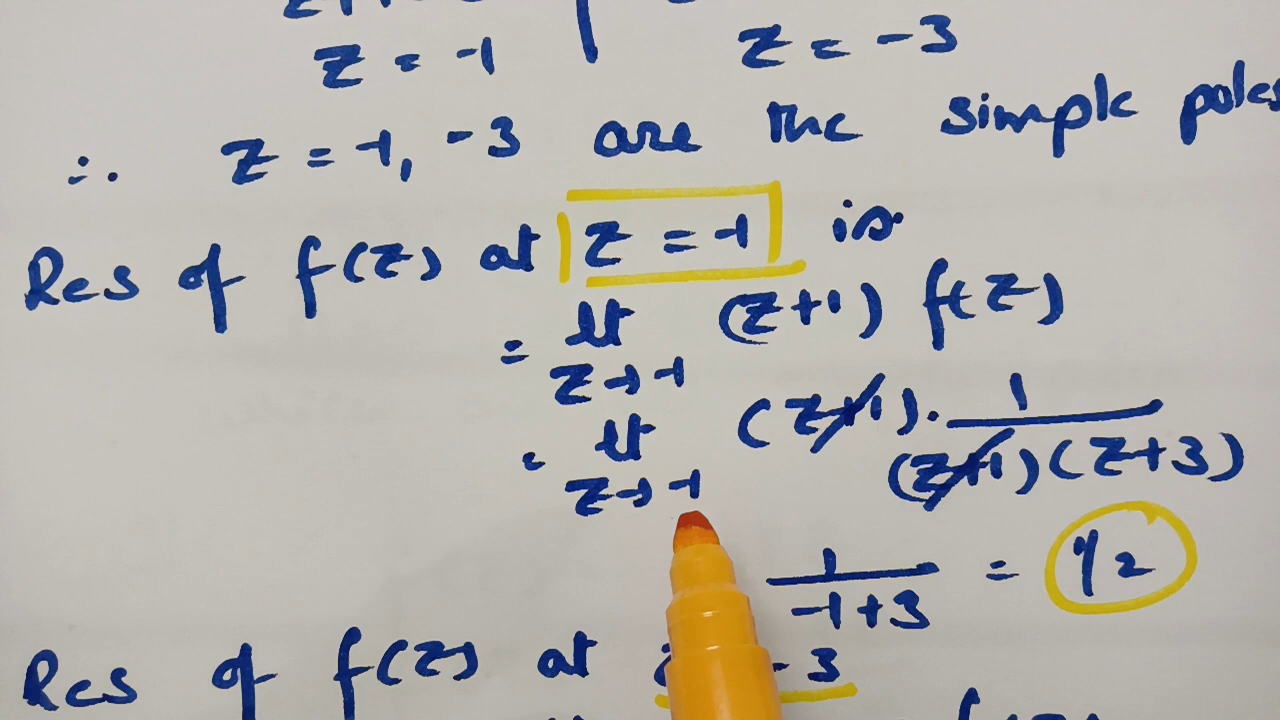 z = -1 z = -3
∴ z = -1, -3 are the simple poles
Res of f(z) at z = -1 is
= lt (z+1) f(z)
z→-1
= lt (z+1). 1
z→-1 (z+1)(z+3)
1 = 1/2
-1+3
Res of f(z) at -3
f(z)